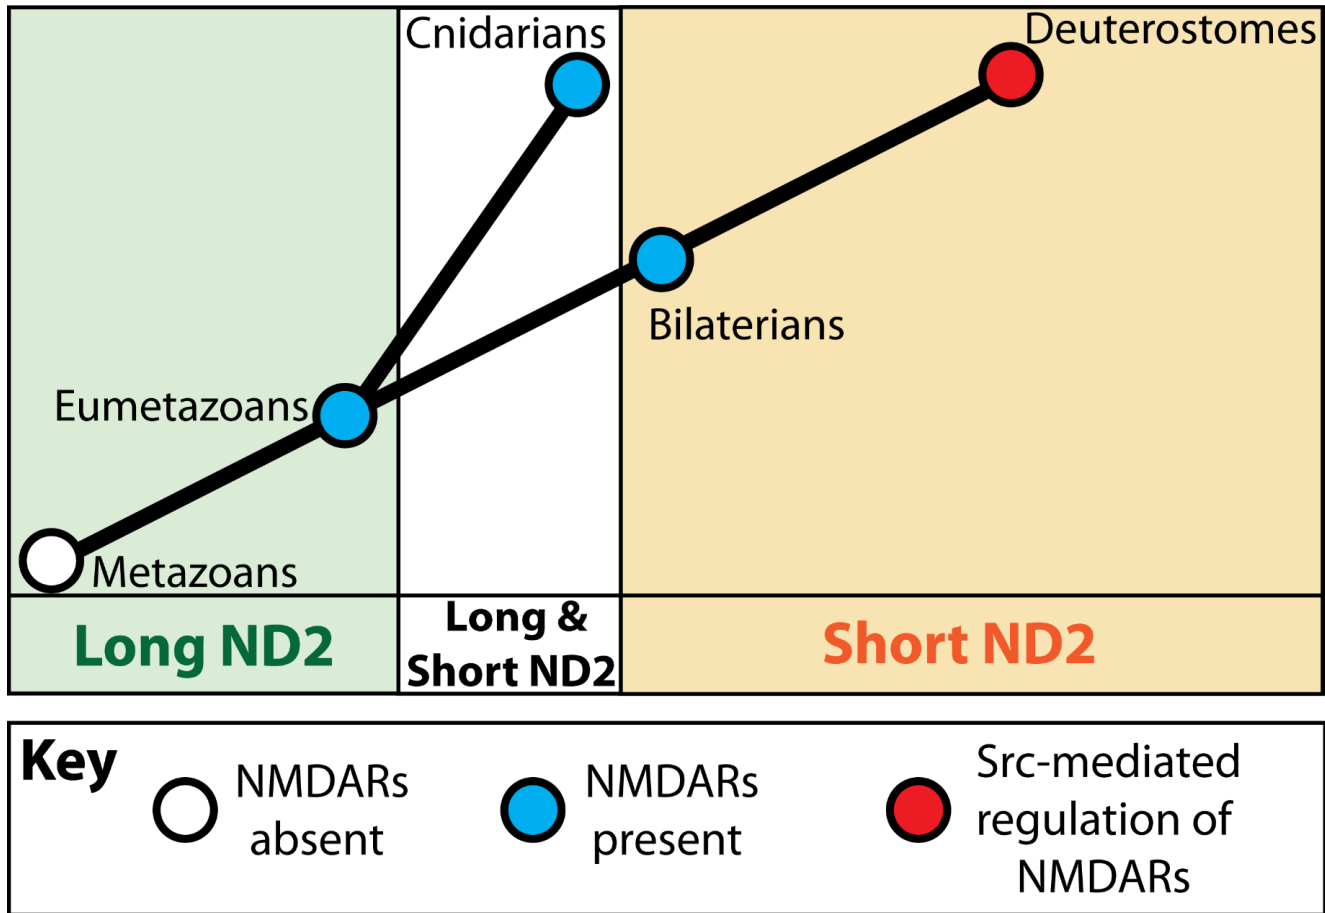 Cnidarians
Deuterostomes
Bilaterians
Eumetazoans
Metazoans
Long ND2
Long &
Short ND2
Short ND2
Key
NMDARs
absent
NMDARs
present
Src-mediated
regulation of
NMDARs